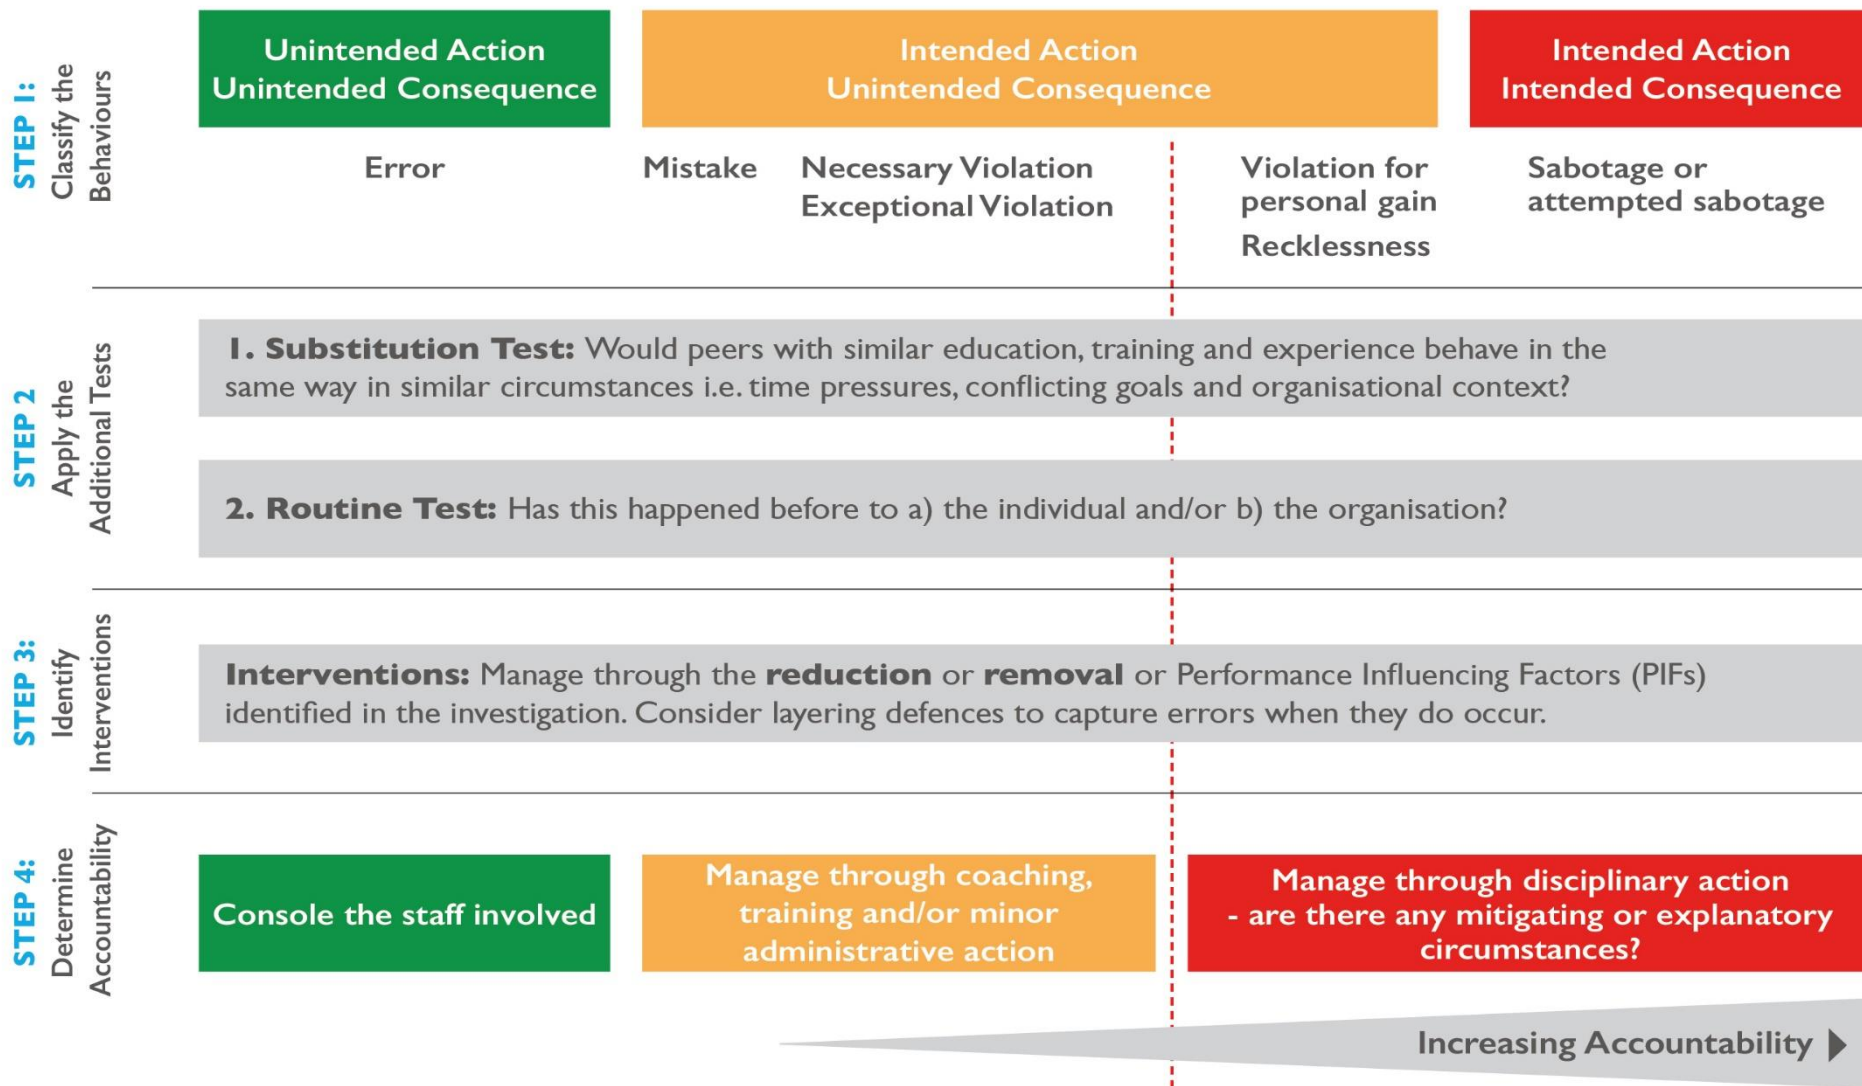 STEP 1:
Classify the
Behaviours
Unintended Action
Unintended Consequence
Intended Action
Unintended Consequence
Intended Action
Intended Consequence
Error
Mistake
Necessary Violation
Exceptional Violation
Violation for
personal gain
Recklessness
Sabotage or
attempted sabotage
STEP 2
Apply the
Additional Tests
1. Substitution Test: Would peers with similar education, training and experience behave in the
same way in similar circumstances i.e. time pressures, conflicting goals and organisational context?
2. Routine Test: Has this happened before to a) the individual and/or b) the organisation?
STEP 3:
Identify
Interventions
Interventions: Manage through the reduction or removal or Performance Influencing Factors (PIFs)
identified in the investigation. Consider layering defences to capture errors when they do occur.
STEP 4:
Determine
Accountability
Console the staff involved
Manage through coaching,
training and/or minor
administrative action
Manage through disciplinary action
- are there any mitigating or explanatory
circumstances?
Increasing Accountability